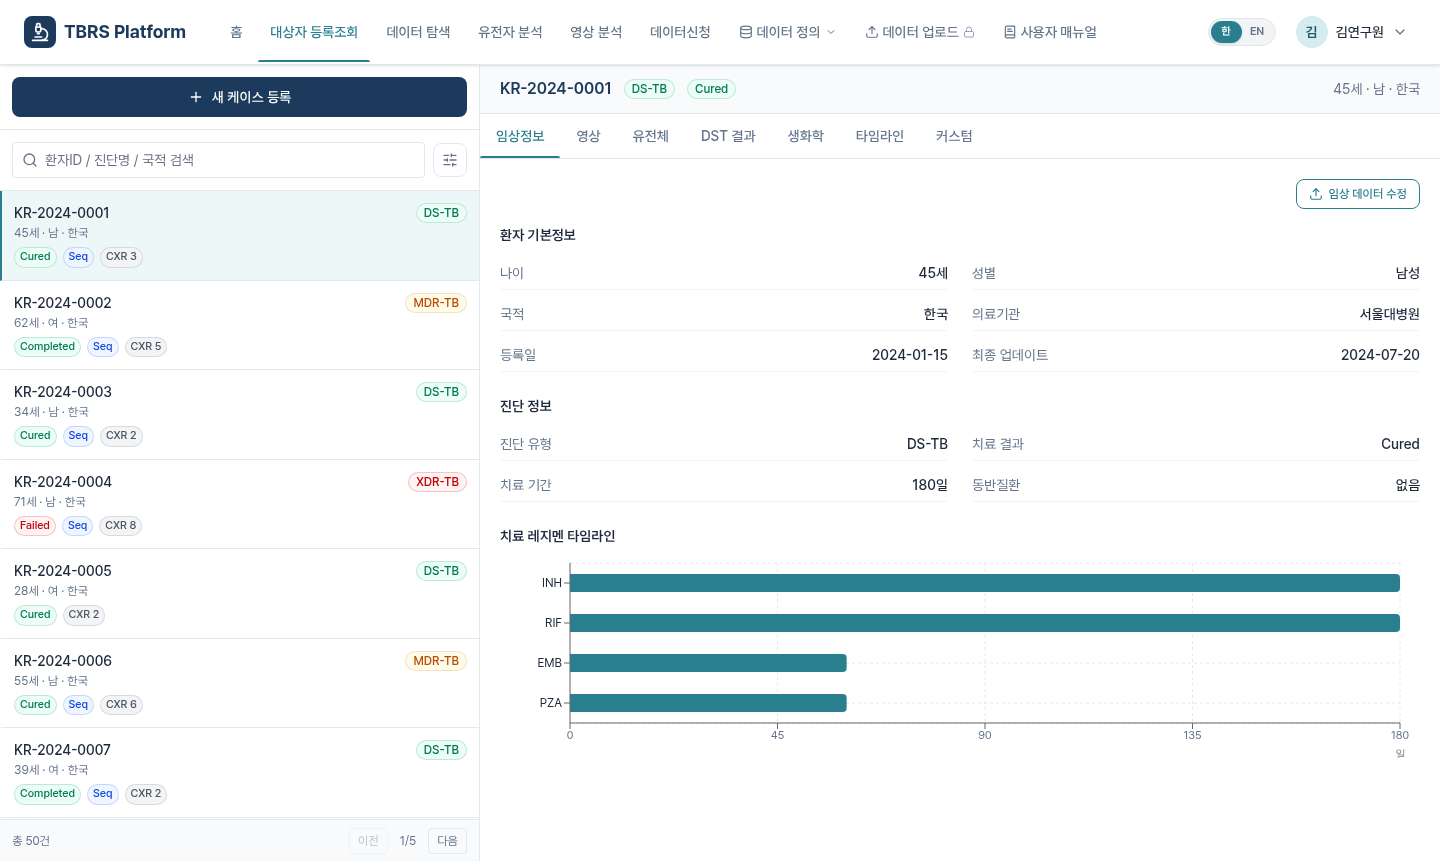 TBRS Platform
홈
대상자 등록조회
데이터 탐색
유전자 분석
영상 분석
데이터신청
데이터 정의
데이터 업로드
사용자 매뉴얼
한
EN
김
김연구원
새 케이스 등록
환자ID / 진단명 / 국적 검색
KR-2024-0001
DS-TB
45세 · 남 · 한국
Cured
Seq
CXR 3
KR-2024-0002
MDR-TB
62세 · 여 · 한국
Completed
Seq
CXR 5
KR-2024-0003
DS-TB
34세 · 남 · 한국
Cured
Seq
CXR 2
KR-2024-0004
XDR-TB
71세 · 남 · 한국
Failed
Seq
CXR 8
KR-2024-0005
DS-TB
28세 · 여 · 한국
Cured
CXR 2
KR-2024-0006
MDR-TB
55세 · 남 · 한국
Cured
Seq
CXR 6
KR-2024-0007
DS-TB
39세 · 여 · 한국
Completed
Seq
CXR 2
총 50건
이전
1/5
다음
KR-2024-0001
DS-TB
Cured
45세 · 남 · 한국
임상정보
영상
유전체
DST 결과
생화학
타임라인
커스텀
임상 데이터 수정
환자 기본정보
나이
45세
성별
남성
국적
한국
의료기관
서울대병원
등록일
2024-01-15
최종 업데이트
2024-07-20
진단 정보
진단 유형
DS-TB
치료 결과
Cured
치료 기간
180일
동반질환
없음
치료 레지멘 타임라인
INH
RIF
EMB
PZA
0
45
90
135
180
일